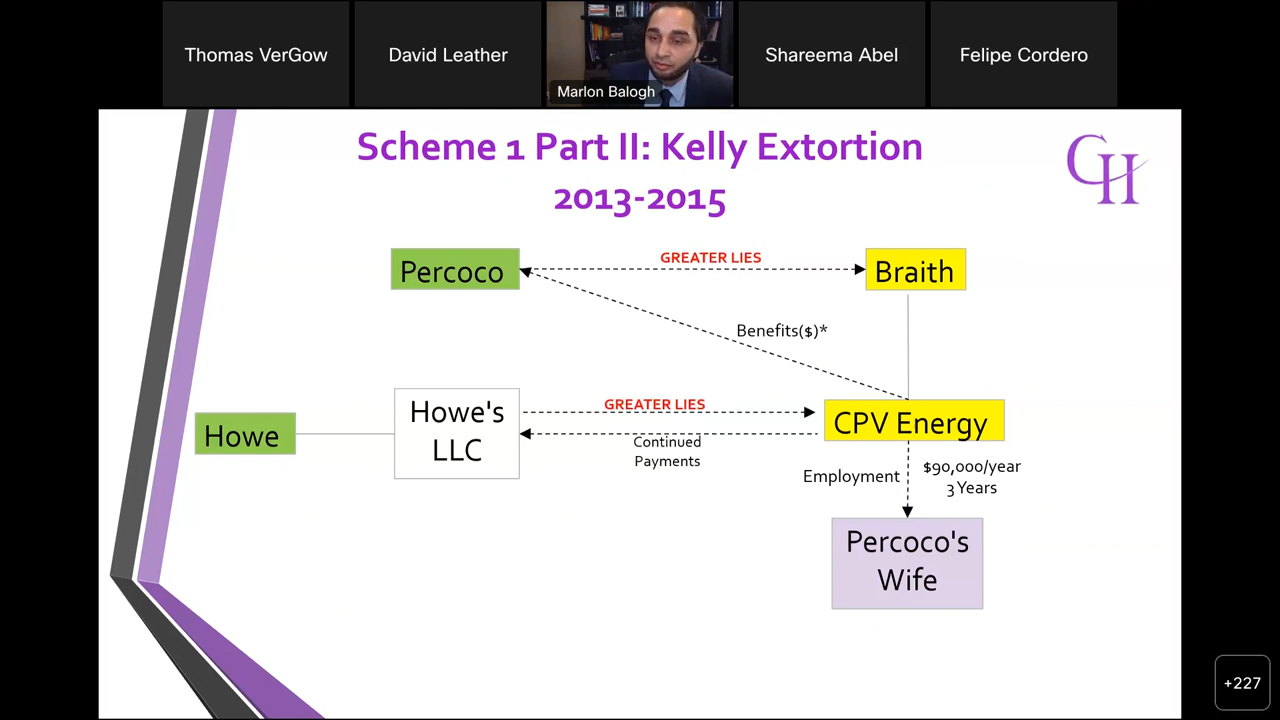 Thomas VerGow
David Leather
Marlon Balogh
Shareema Abel
Felipe Cordero
Scheme 1 Part II: Kelly Extortion
2013-2015
CH
Percoco
GREATER LIES
Braith
Benefits($)*
Howe
Howe's
LLC
GREATER LIES
Continued
Payments
CPV Energy
Employment
$90,000/year
3 Years
Percoco's
Wife
+227